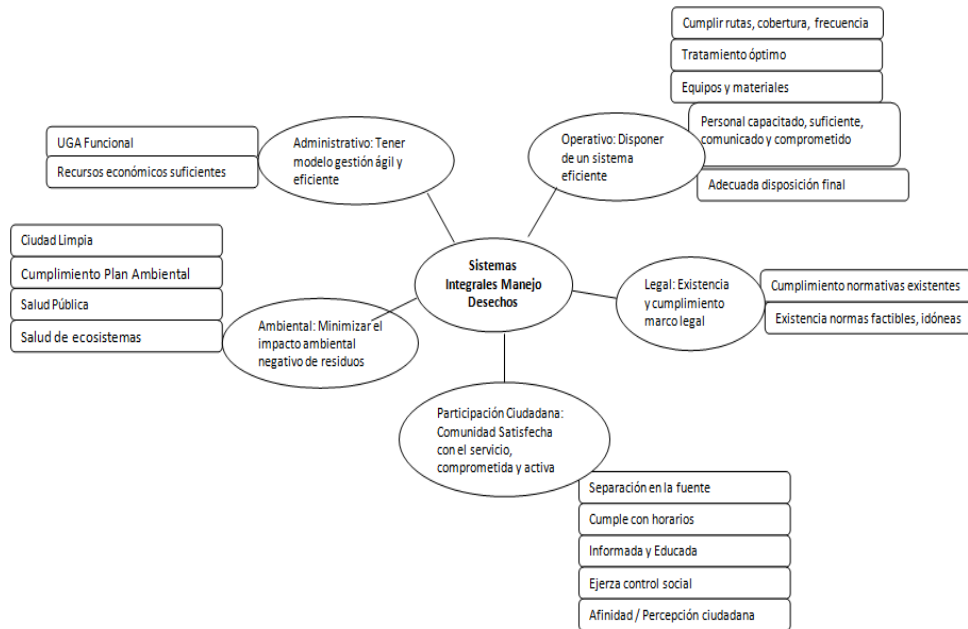 Cumplir rutas, cobertura, frecuencia
Tratamiento óptimo
Equipos y materiales
Personal capacitado, suficiente,
comunicado y comprometido
Adecuada disposición final
Operativo: Disponer
de un sistema
eficiente
Administrativo: Tener
modelo gestión ágil y
eficiente
UGA Funcional
Recursos económicos suficientes
Ciudad Limpia
Cumplimiento Plan Ambiental
Salud Pública
Salud de ecosistemas
Ambiental: Minimizar el
impacto ambiental
negativo de residuos
Sistemas
Integrales Manejo
Desechos
Legal: Existencia
y cumplimiento
marco legal
Cumplimiento normativas existentes
Existencia normas factibles, idóneas
Participación Ciudadana:
Comunidad Satisfecha
con el servicio,
comprometida y activa
Separación en la fuente
Cumple con horarios
Informada y Educada
Ejerza control social
Afinidad / Percepción ciudadana